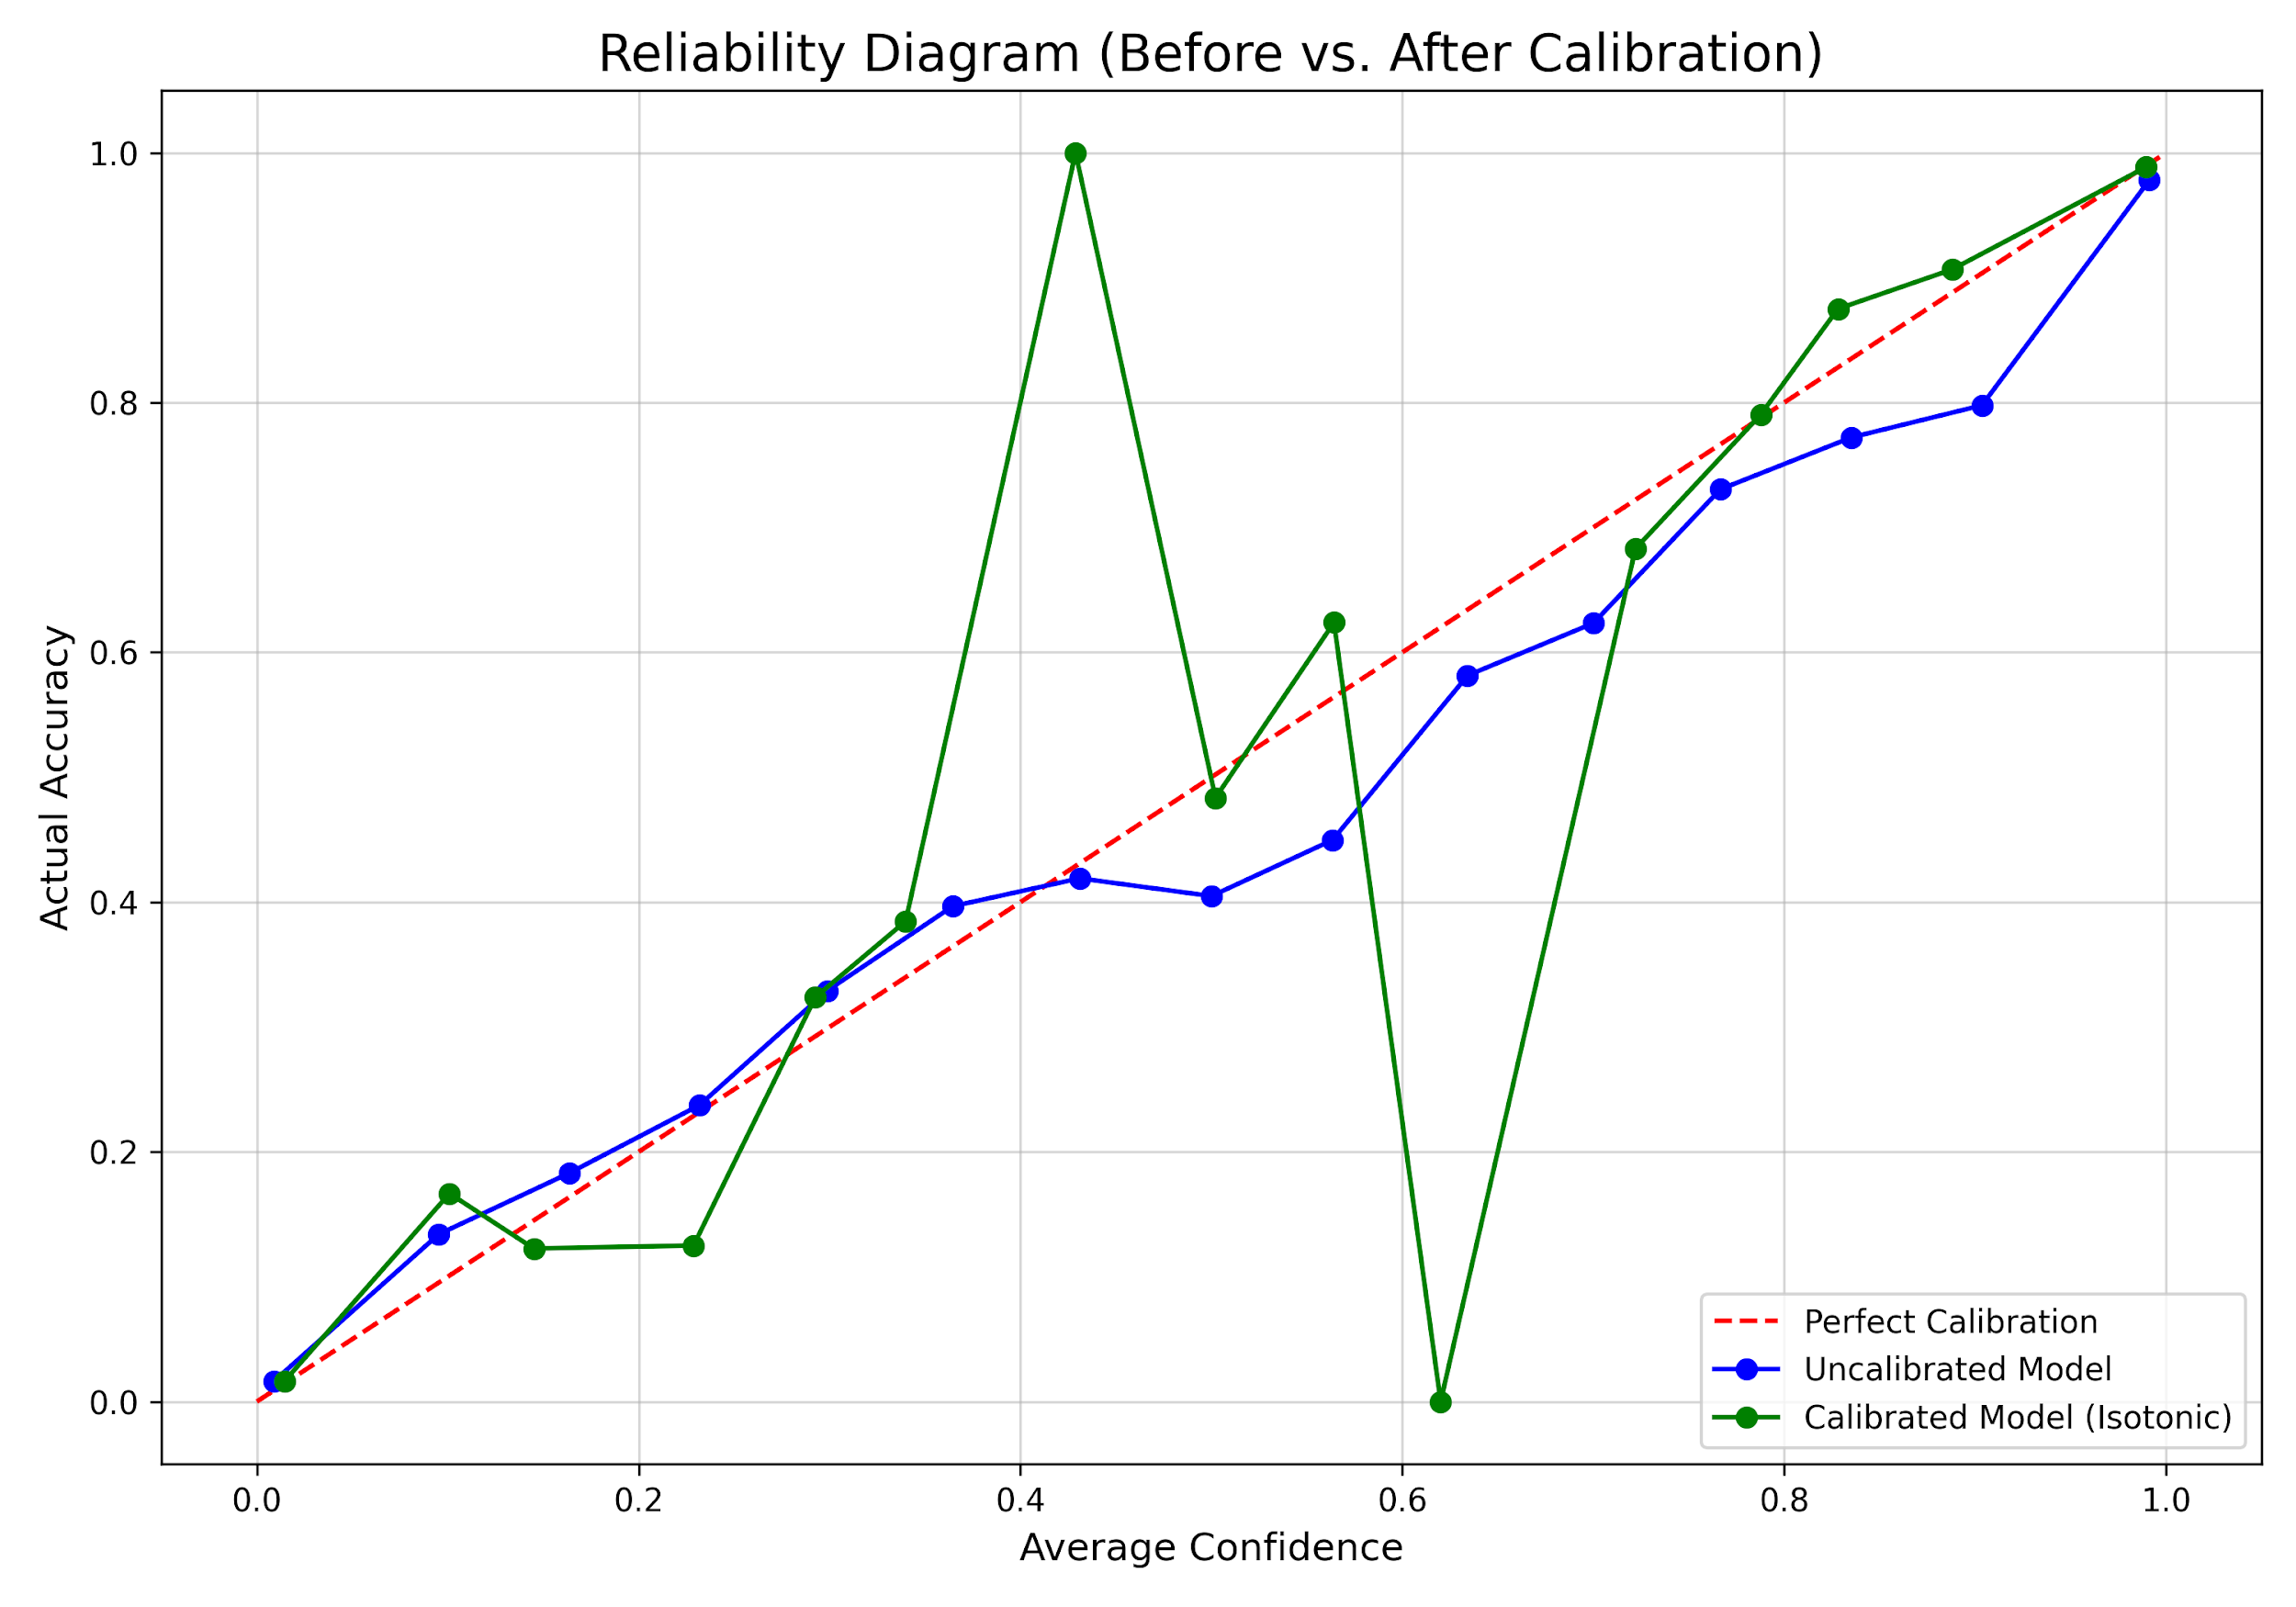 Reliability Diagram (Before vs. After Calibration)
1.0
0.8
0.6
0.4
0.2
0.0
Actual Accuracy
Perfect Calibration
Uncalibrated Model
Calibrated Model (Isotonic)
0.0 0.2 0.4 0.6 0.8 1.0
Average Confidence